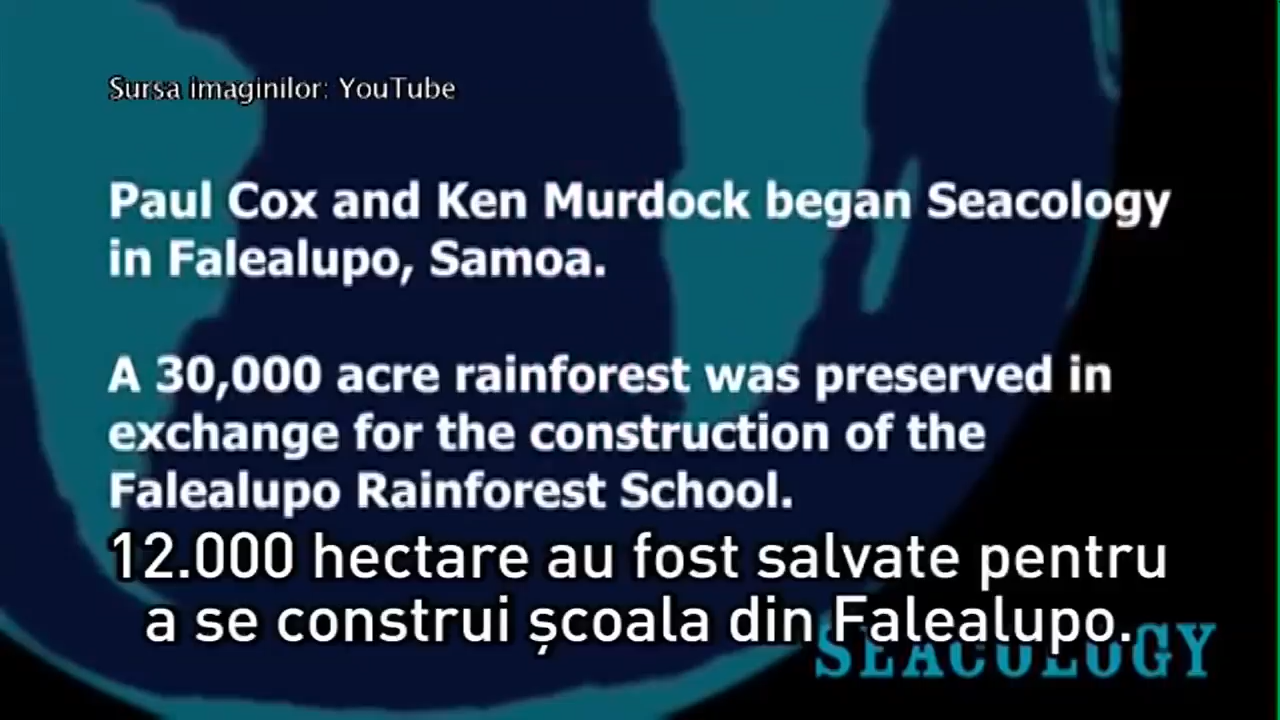 Sursa imaginilor: YouTube
Paul Cox and Ken Murdock began Seacology
in Falealupo, Samoa.
A 30,000 acre rainforest was preserved in
exchange for the construction of the
Falealupo Rainforest School.
12.000 hectare au fost salvate pentru
a se construi școala din Falealupo.
SEACOLOGY